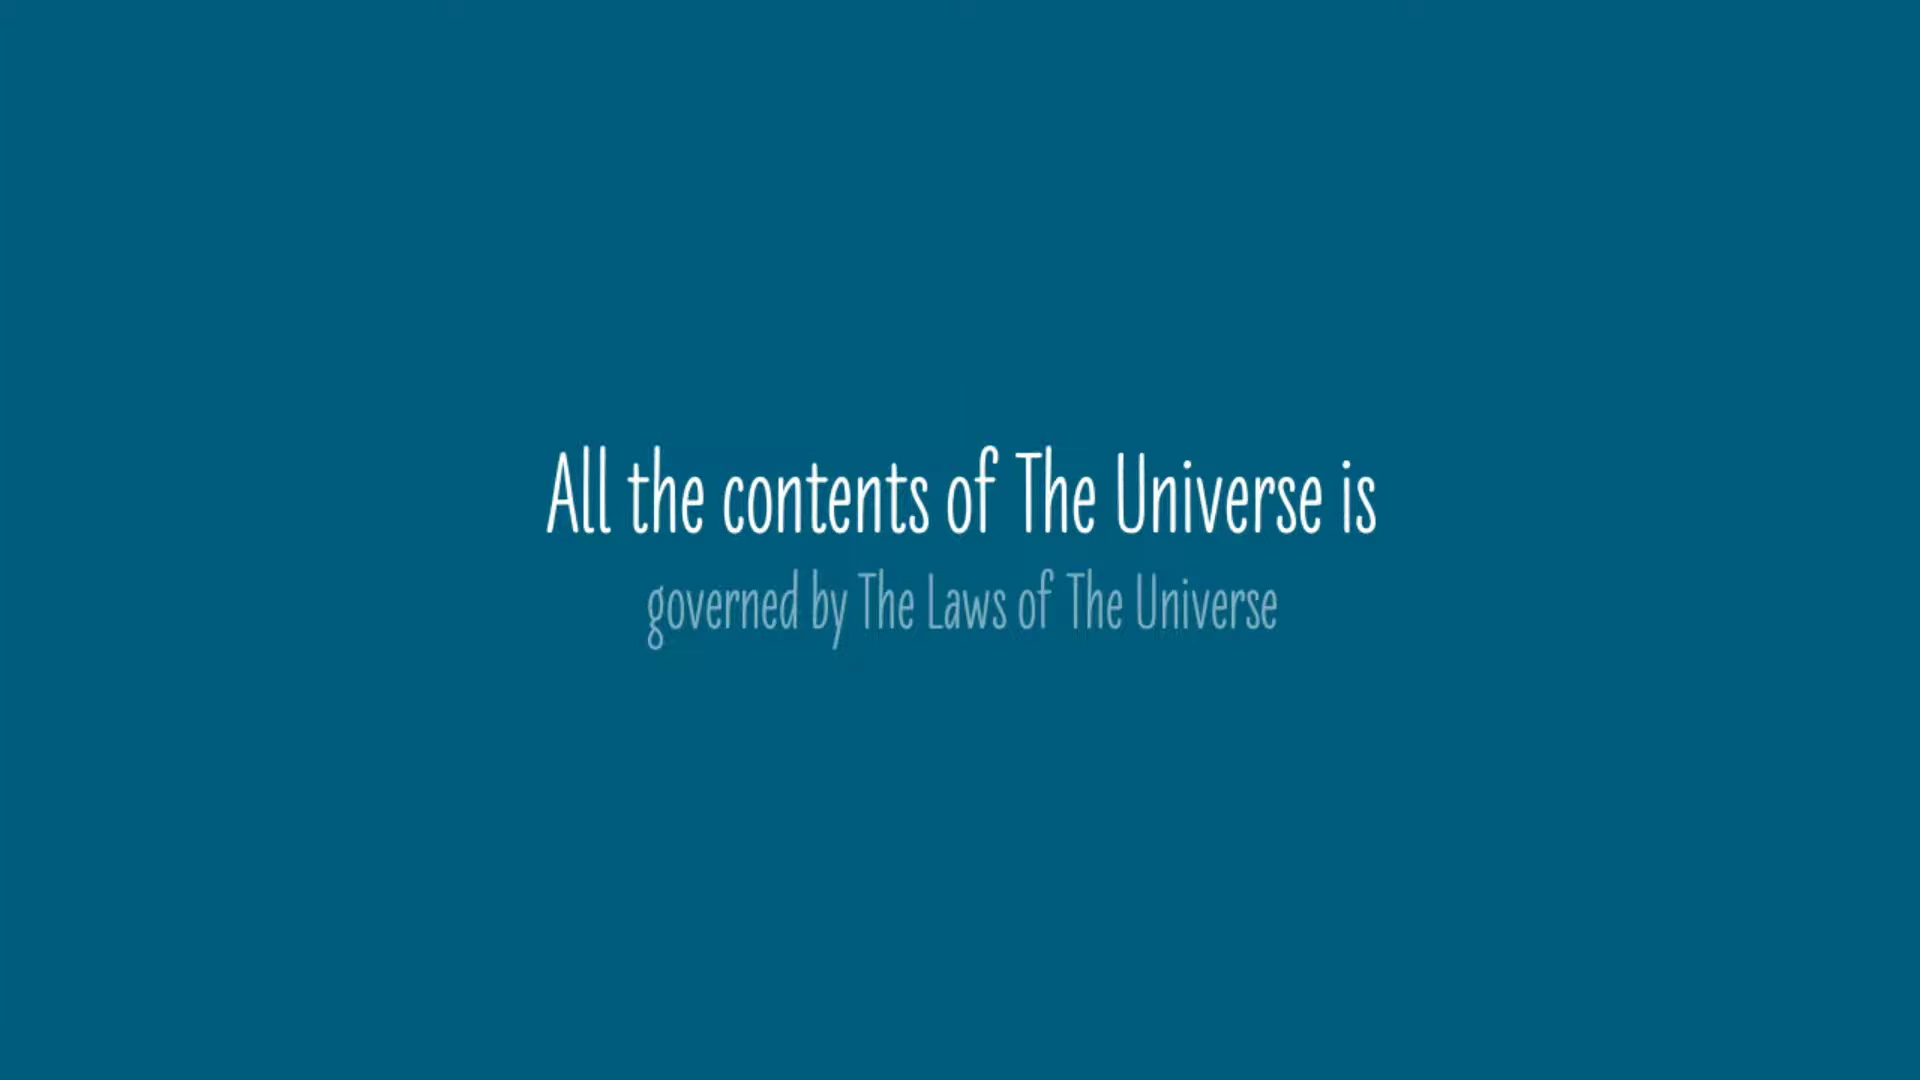 All the contents of The Universe is
governed by The Laws of The Universe